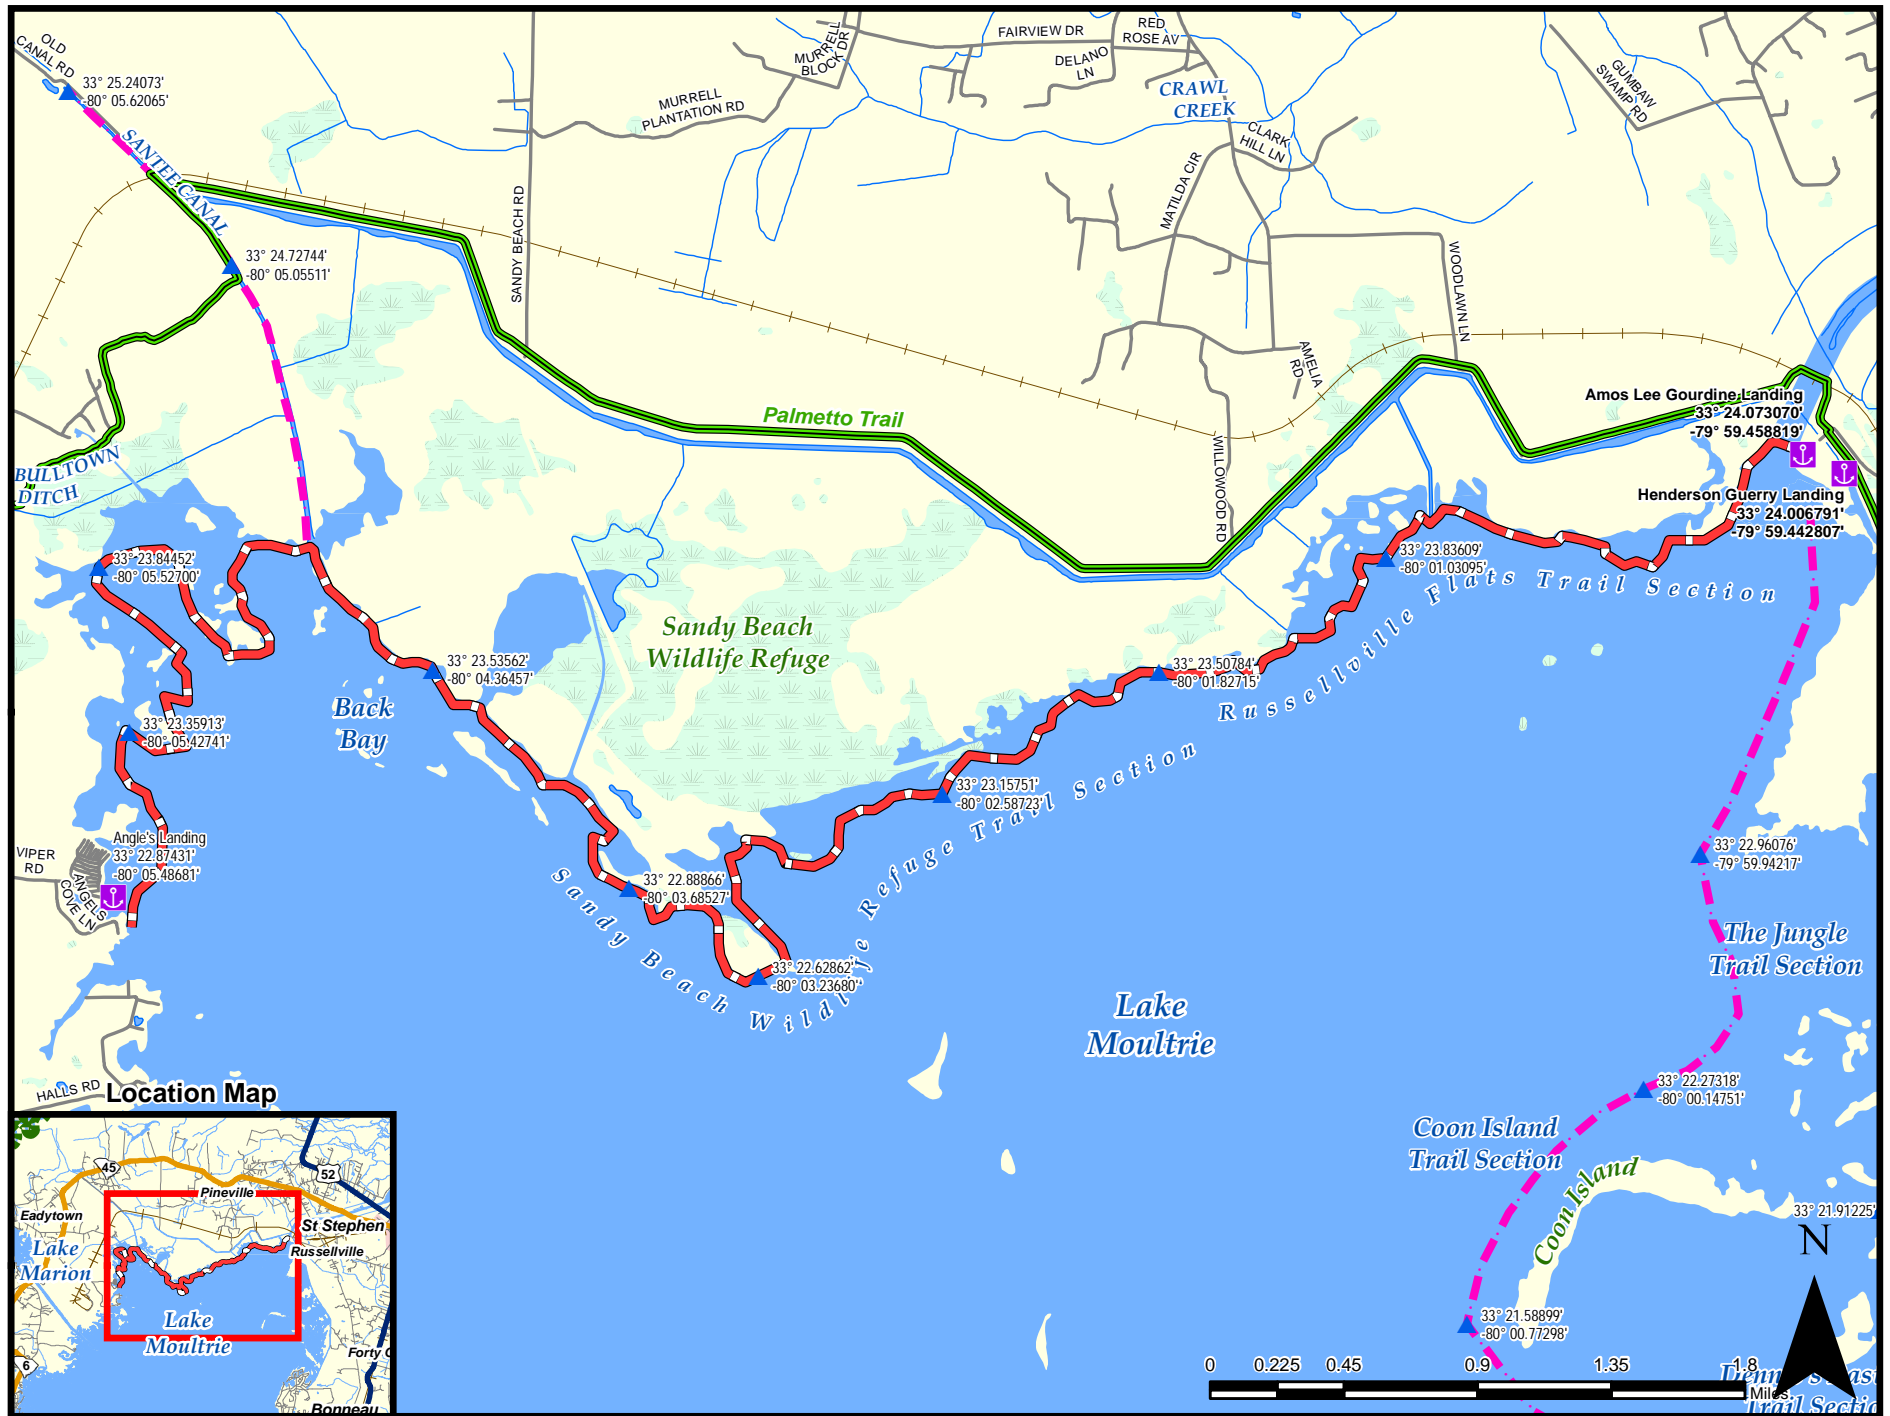 OLD
CANAL RD
33° 25.24073'
-80° 05.62065'
SANTEE CANAL
33° 24.72744'
-80° 05.05511'
MURRELL
BLOCK DR
MURRELL
PLANTATION RD
FAIRVIEW DR
RED
ROSE AV
DELANO
LN
CRAWL
CREEK
CLARK
HILL LN
GUMBAW
SWAMP RD
MATILDA CIR
SANDY BEACH RD
WOODLAWN LN
AMELIA
RD
WILLOWOOD RD
Palmetto Trail
Amos Lee Gourdine Landing
33° 24.073070'
-79° 59.458819'
Henderson Guerry Landing
33° 24.006791'
-79° 59.442807'
BULLTOWN
DITCH
33° 23.84452'
-80° 05.52700'
33° 23.83609'
-80° 01.03095'
Russellville Flats Trail Section
Sandy Beach
Wildlife Refuge
33° 23.53562'
-80° 04.36457'
33° 23.50784'
-80° 01.82715'
Back
Bay
33° 23.35913'
-80° 05.42741'
33° 23.15751'
-80° 02.58723'
Sandy Beach Wildlife Refuge Trail Section
Angle's Landing
33° 22.87431'
-80° 05.48681'
VIPER
RD
ANGELS
COVE LN
33° 22.88866'
-80° 03.68527'
33° 22.62862'
-80° 03.23680'
33° 22.96076'
-79° 59.94217'
The Jungle
Trail Section
Lake
Moultrie
33° 22.27318'
-80° 00.14751'
Coon Island
Trail Section
Coon Island
33° 21.91225'
N
33° 21.58899'
-80° 00.77298'
HALLS RD
Location Map
45
52
Pineville
Eadytown
St Stephen
Russellville
Lake
Marion
Lake
Moultrie
6
Forty
Bonneau
0 0.225 0.45 0.9 1.35 1.8
Miles
Trail Sectio